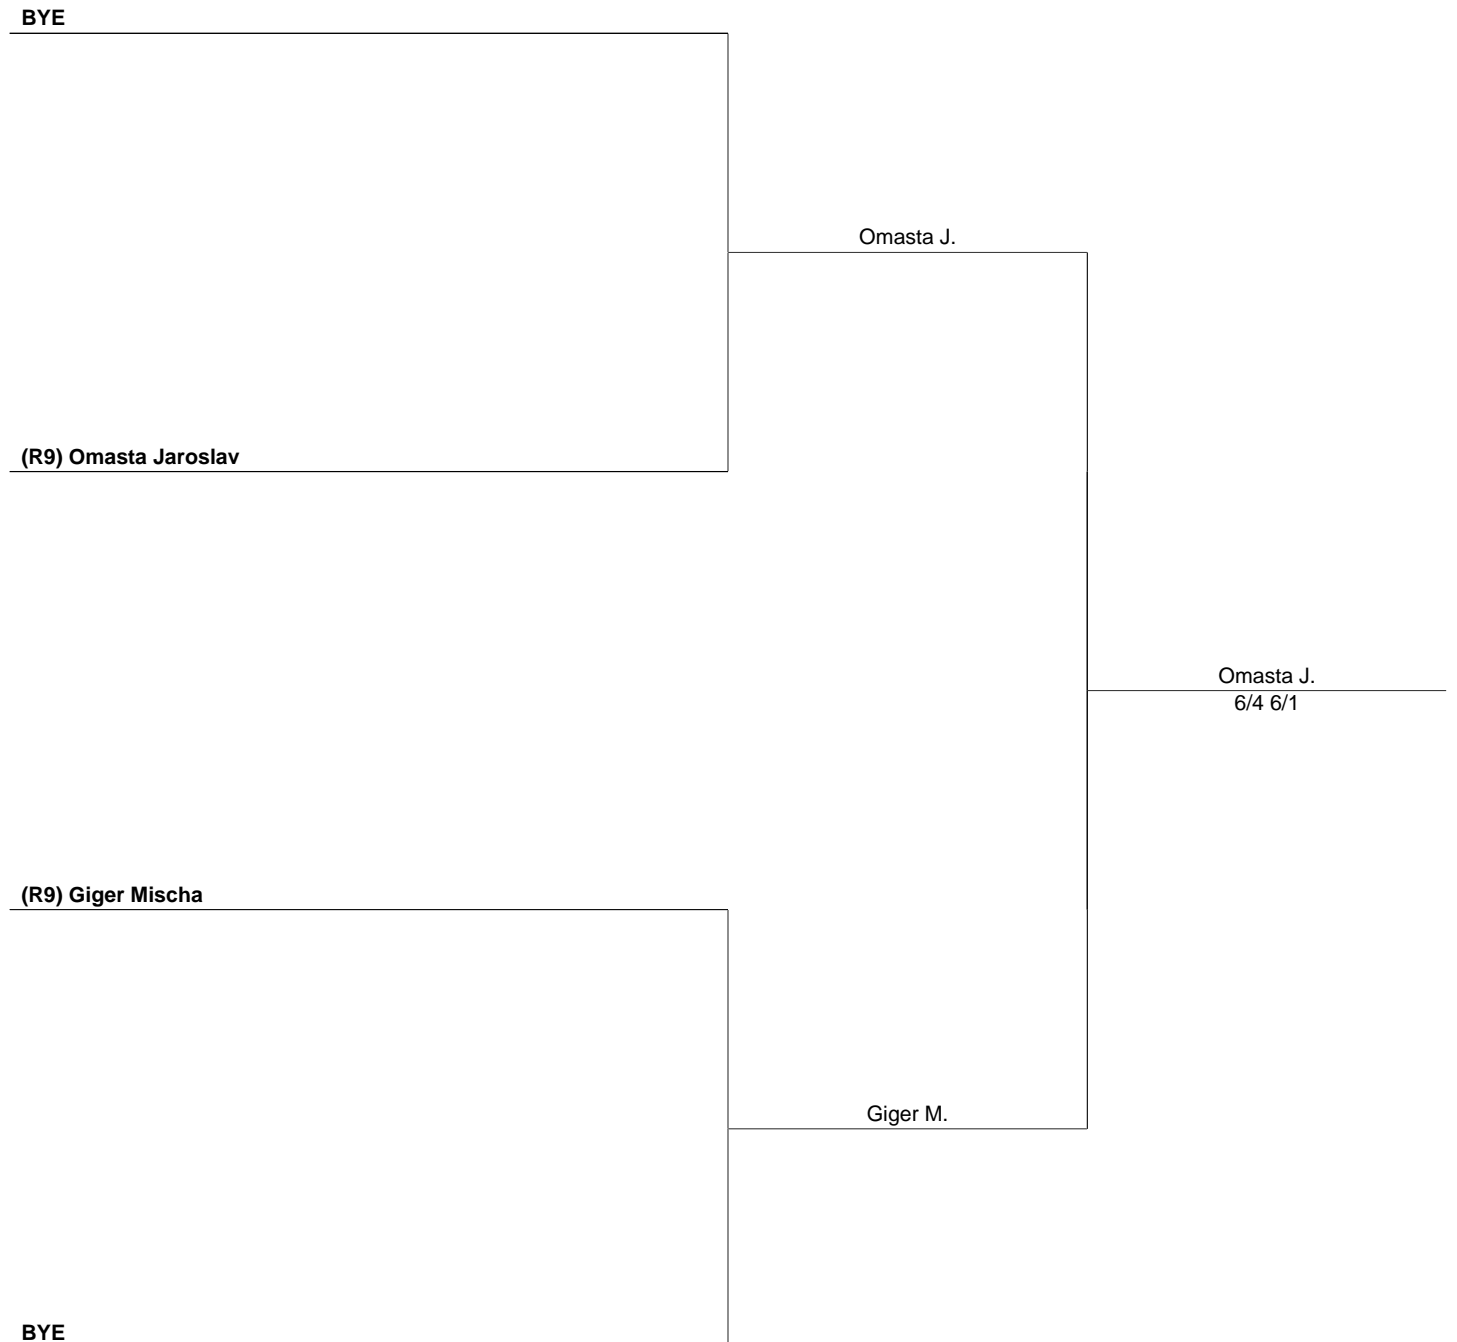 BYE
Omasta J.
(R9) Omasta Jaroslav
Omasta J.
6/4 6/1
(R9) Giger Mischa
Giger M.
BYE